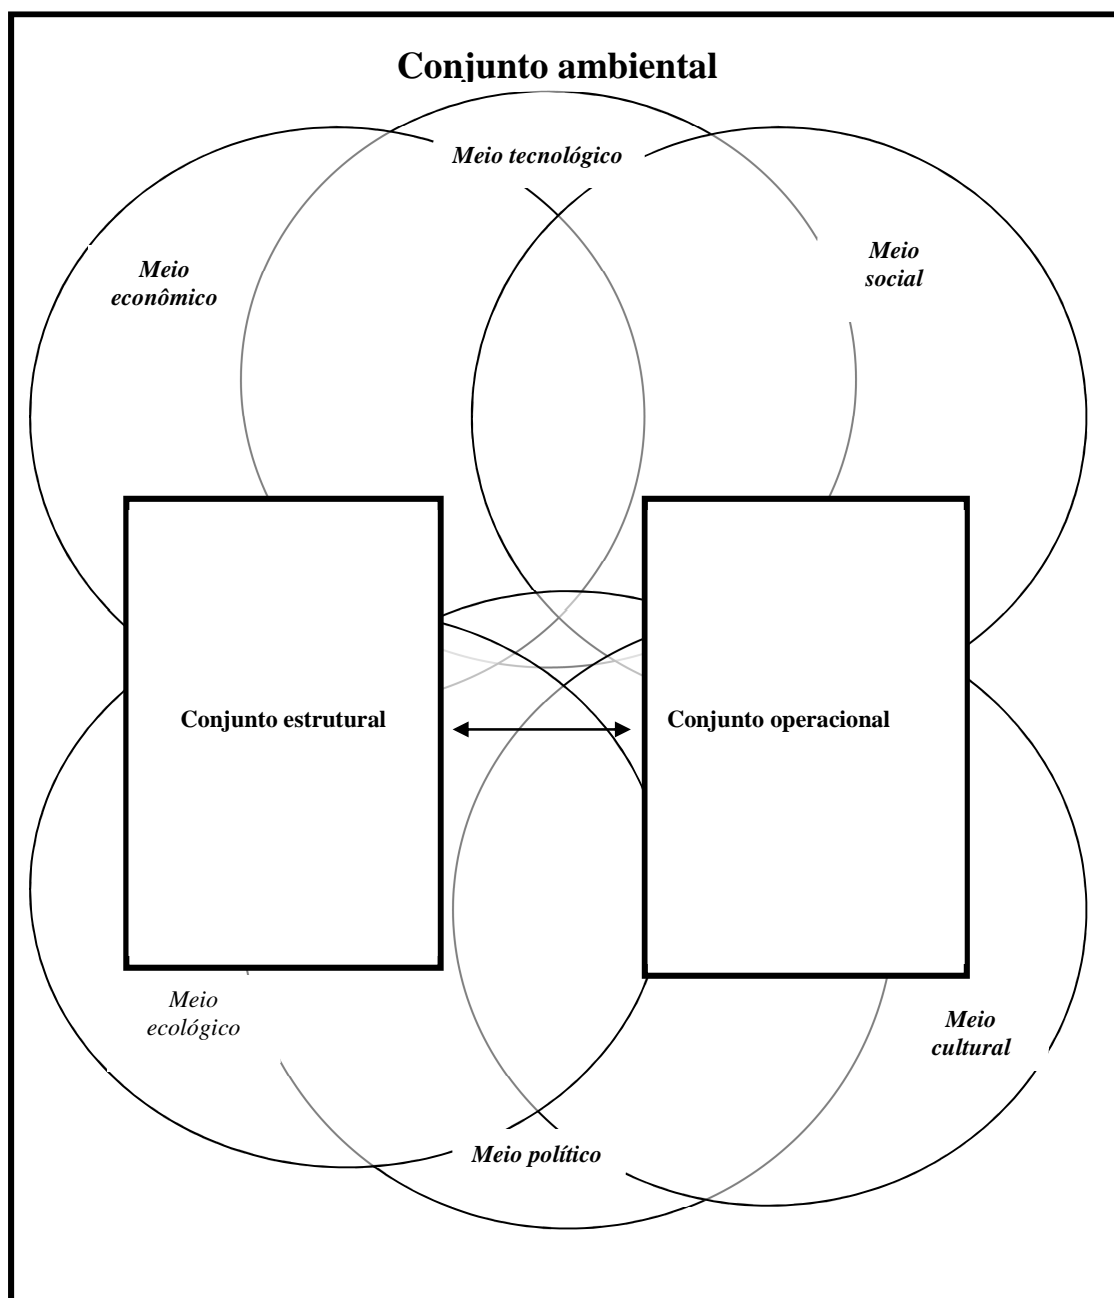 Conjunto ambiental
Meio tecnológico
Meio
social
Meio
econômico
Conjunto estrutural
Conjunto operacional
Meio
ecológico
Meio
cultural
Meio político